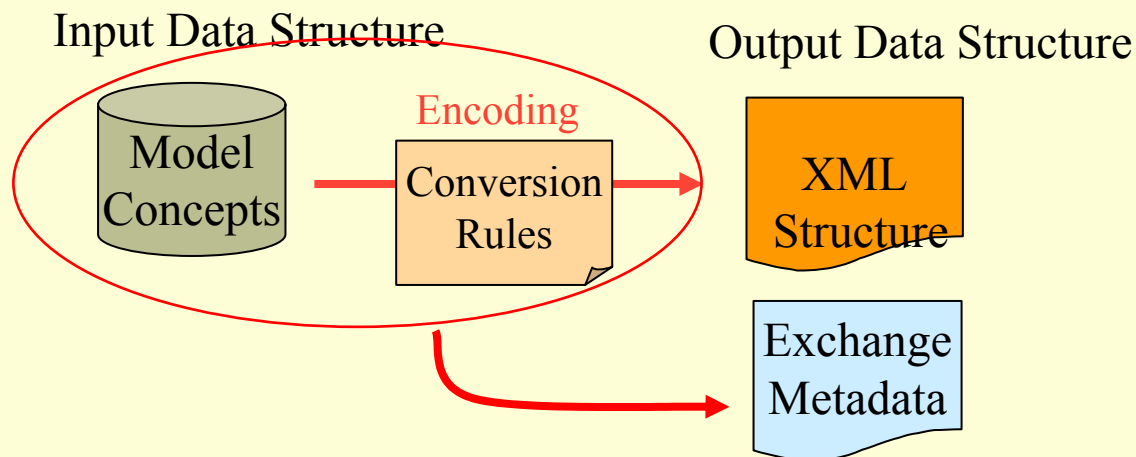 Input Data Structure
Output Data Structure
Encoding
Model
Concepts
Conversion
Rules
XML
Structure
Exchange
Metadata